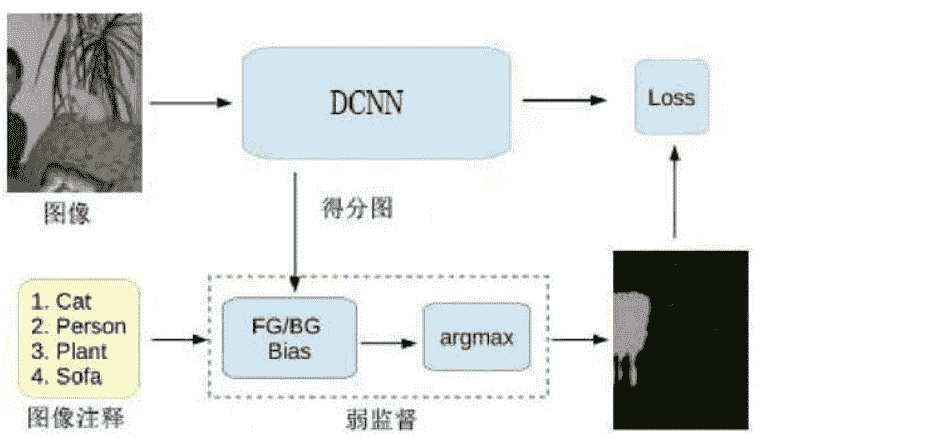 DCNN
Loss
图像
得分图
1. Cat
2. Person
3. Plant
4. Sofa
FG/BG
Bias
argmax
图像注释
弱监督